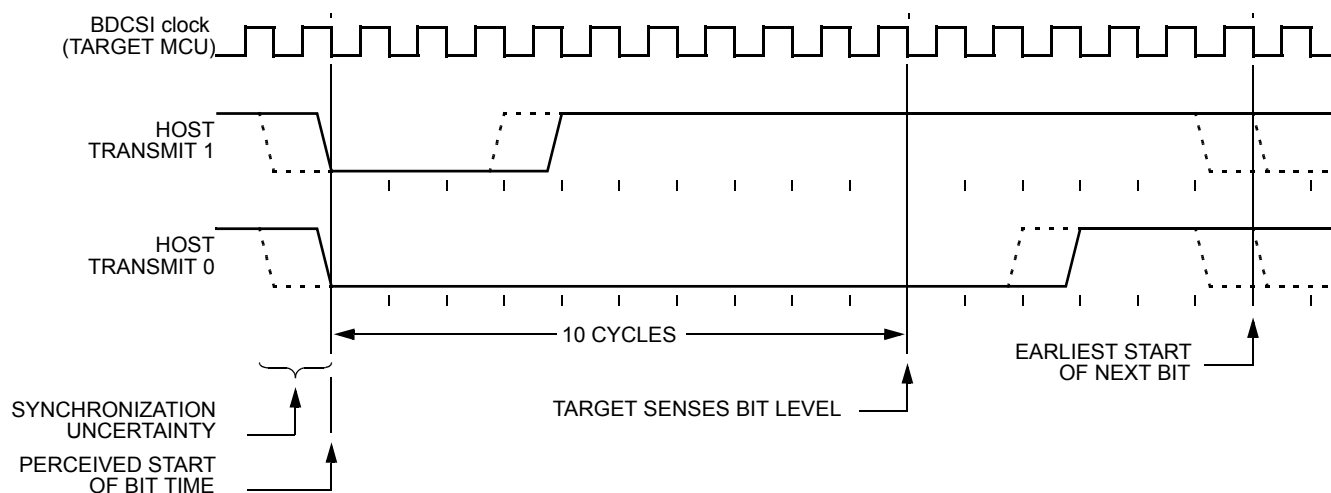 BDCSI clock
(TARGET MCU)
HOST
TRANSMIT 1
HOST
TRANSMIT 0
10 CYCLES
EARLIEST START
OF NEXT BIT
TARGET SENSES BIT LEVEL
SYNCHRONIZATION
UNCERTAINTY
PERCEIVED START
OF BIT TIME